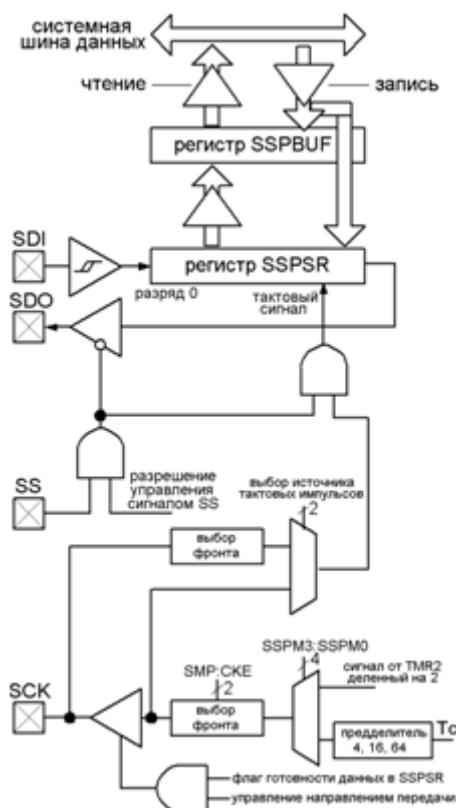 системная
шина данных
чтение
запись
регистр SSPBUF
SDI
регистр SSPSR
разряд 0
тактовый
сигнал
SDO
SS
разрешение
управления
сигналом SS
выбор источника
тактовых импульсов
2
выбор
фронта
SSPM3:SSPM0
4
сигнал от TMR2
деленный на 2
SMP:CKE
2
SCK
выбор
фронта
предделитель
4, 16, 64
флаг готовности данных в SSPSR
управление направлением передачи